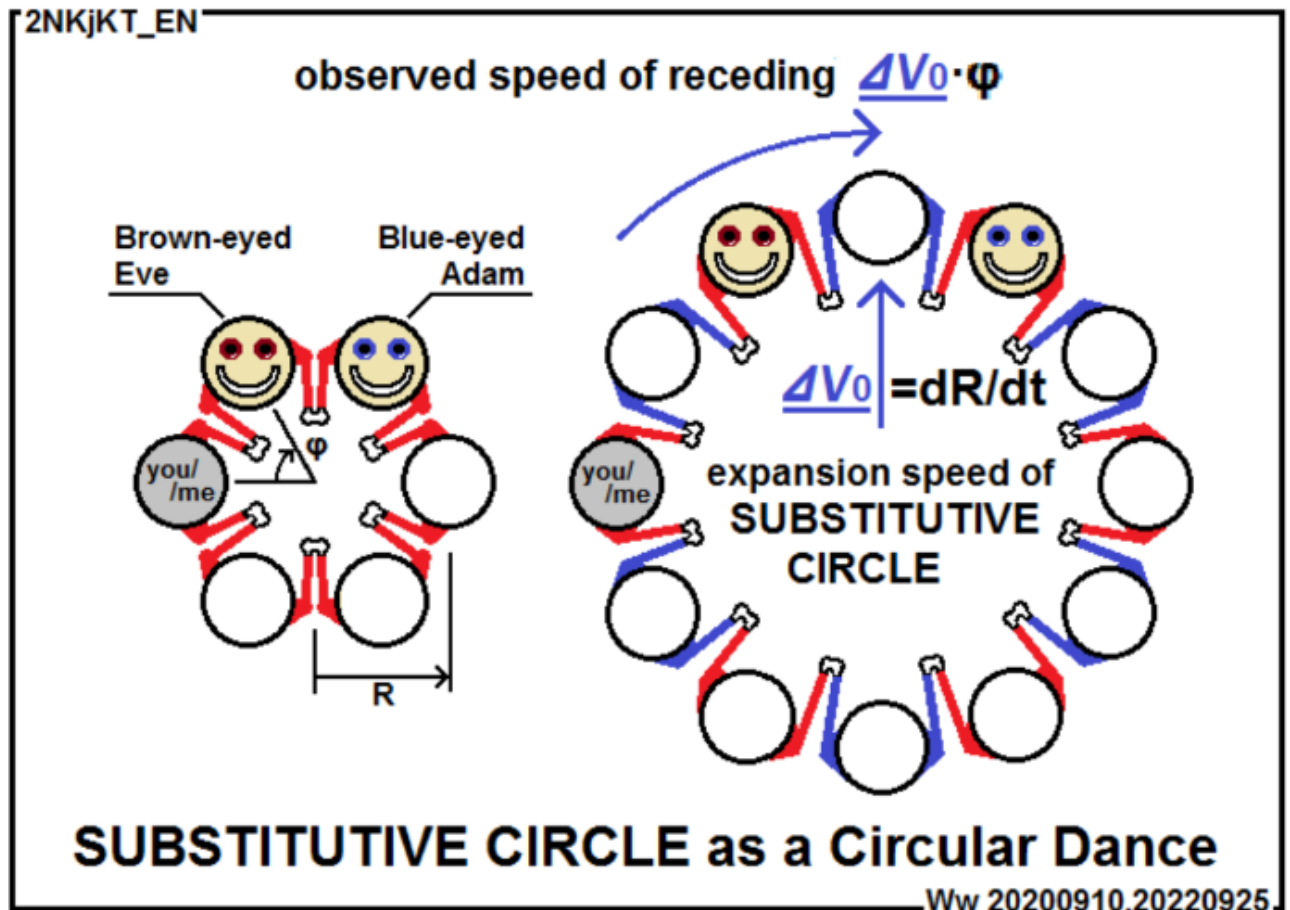 2NKjKT_EN
observed speed of receding ΔV0·φ
Brown-eyed
Eve
Blue-eyed
Adam
φ
you/
/me
R
ΔV0 =dR/dt
you/
/me
expansion speed of
SUBSTITUTIVE
CIRCLE
SUBSTITUTIVE CIRCLE as a Circular Dance
Ww 20200910,20220925